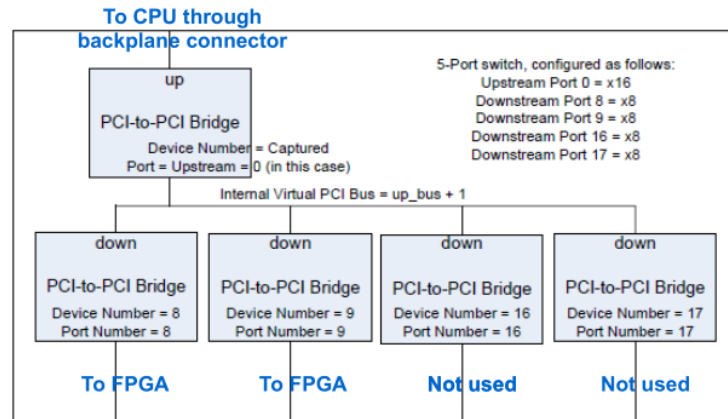 To CPU through
backplane connector
up
PCI-to-PCI Bridge
Device Number = Captured
Port = Upstream = 0 (in this case)
5-Port switch, configured as follows:
Upstream Port 0 = x16
Downstream Port 8 = x8
Downstream Port 9 = x8
Downstream Port 16 = x8
Downstream Port 17 = x8
Internal Virtual PCI Bus = up_bus + 1
down
PCI-to-PCI Bridge
Device Number = 8
Port Number = 8
To FPGA
down
PCI-to-PCI Bridge
Device Number = 9
Port Number = 9
To FPGA
down
PCI-to-PCI Bridge
Device Number = 16
Port Number = 16
Not used
down
PCI-to-PCI Bridge
Device Number = 17
Port Number = 17
Not used